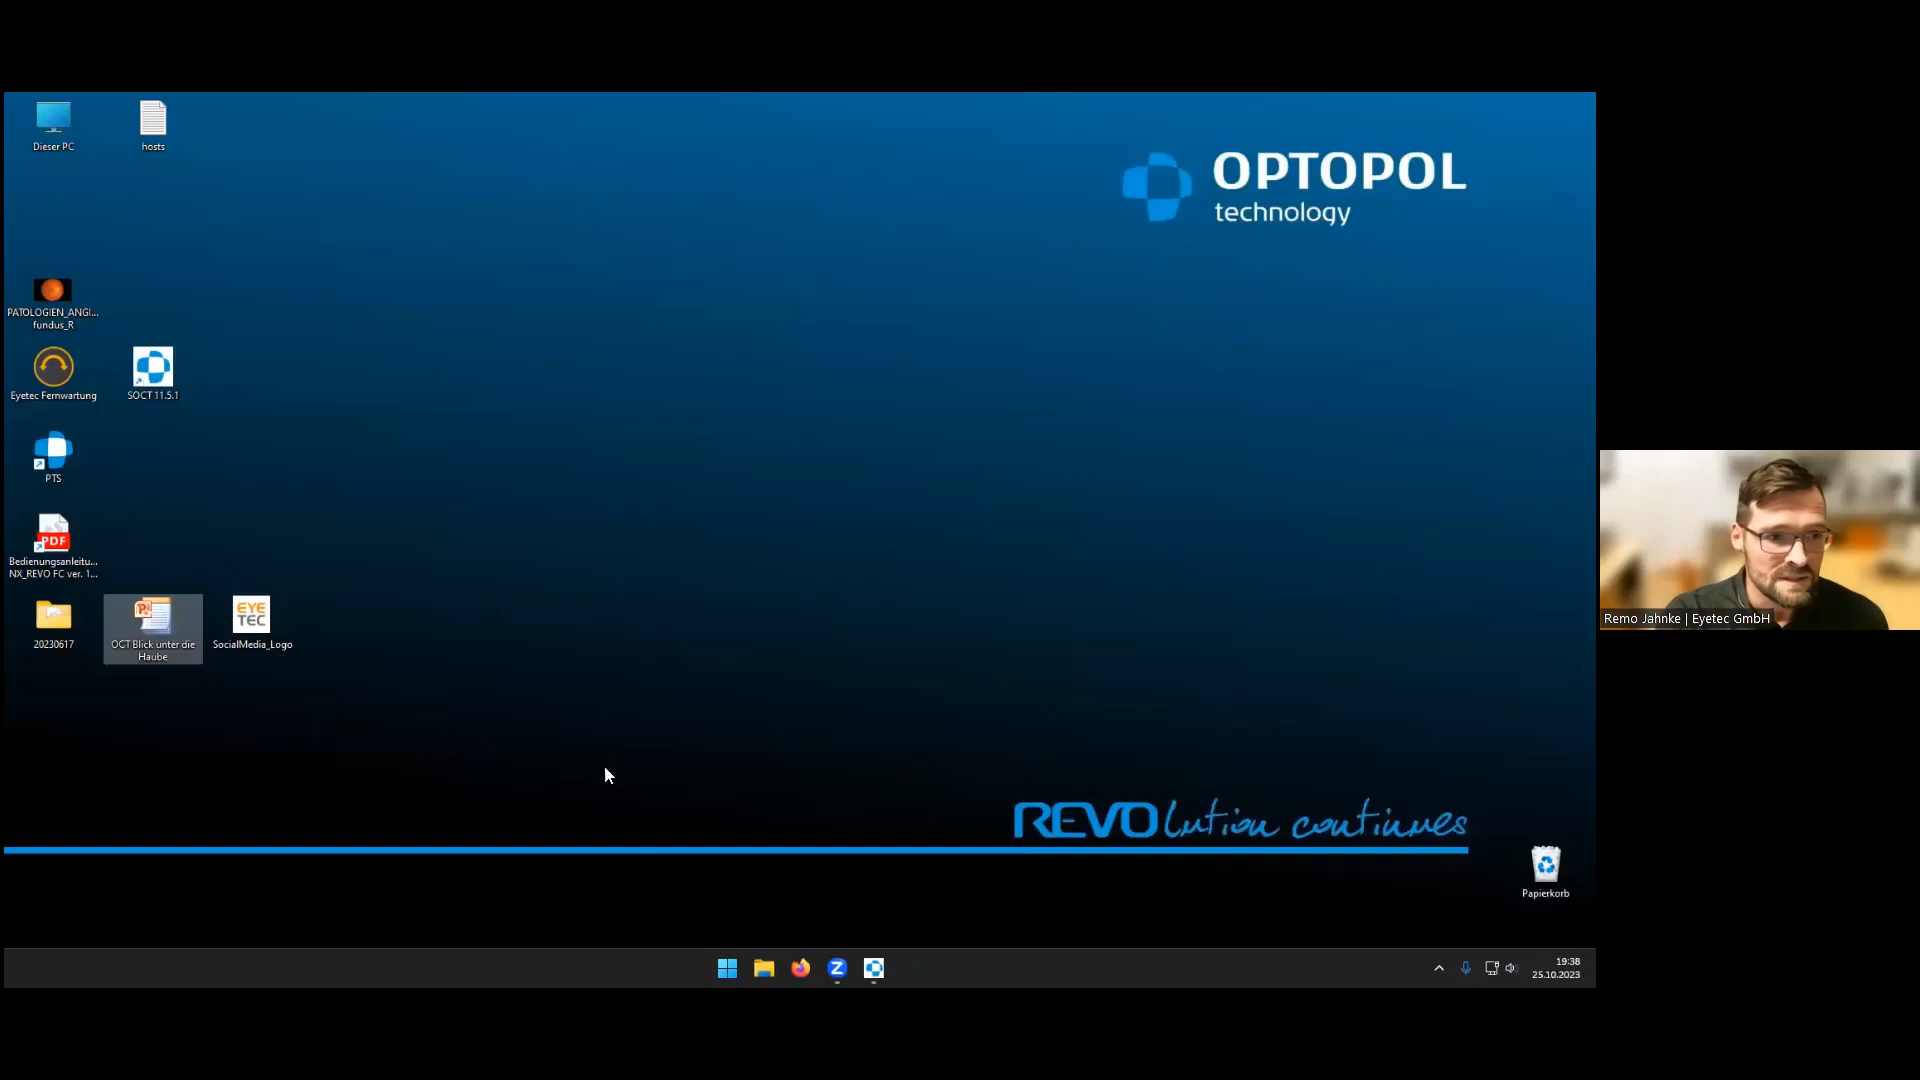 Dieser PC
hosts
OPTOPOL
technology
PATOLOGIEN_ANGI...
fundus_R
Eyetec Fernwartung
SOCT 11.5.1
PTS
PDF
Bedienungsanleitu...
NX_REVO FC ver. 1...
20230617
OCT Blick unter die
Haube
EYE
TEC
SocialMedia_Logo
Remo Jahnke | Eyetec GmbH
REVOlution continues
Papierkorb
19:38
25.10.2023